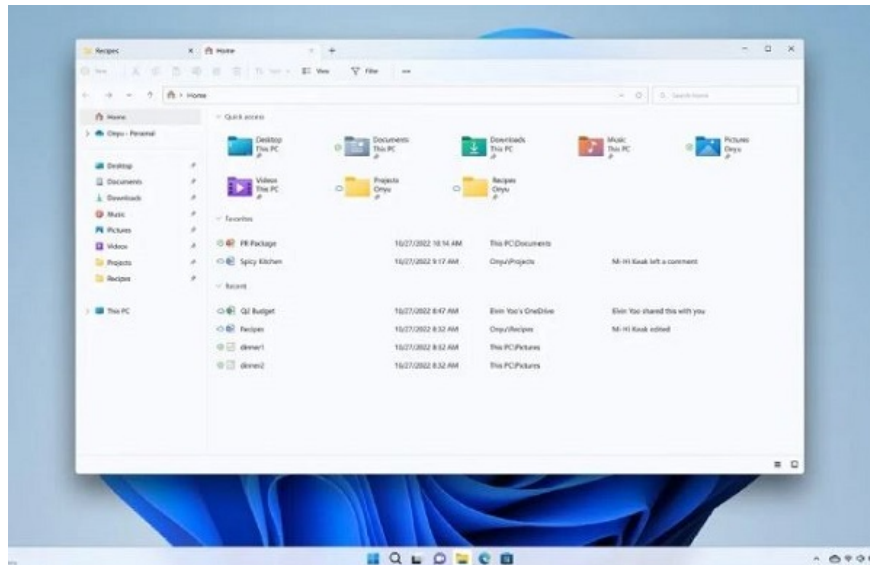 Recipes
Home
New
Sort
View
Filter
Home
Search Home
Home
Onyu - Personal
Desktop
Documents
Downloads
Music
Pictures
Videos
Projects
Recipes
This PC
Quick access
Desktop
This PC
Documents
This PC
Downloads
This PC
Music
This PC
Pictures
Onyu
Videos
This PC
Projects
Onyu
Recipes
Onyu
Favorites
PR Package 10/27/2022 10:14 AM This PC\Documents
Spicy Kitchen 10/27/2022 9:17 AM Onyu\Projects Mi Hi Kwak left a comment
Recent
Q2 Budget 10/27/2022 8:47 AM Elvin Yoo's OneDrive Elvin Yoo shared this with you
Recipes 10/27/2022 8:32 AM Onyu\Recipes Mi Hi Kwak edited
dinner1 10/27/2022 8:32 AM This PC\Pictures
dinner2 10/27/2022 8:32 AM This PC\Pictures